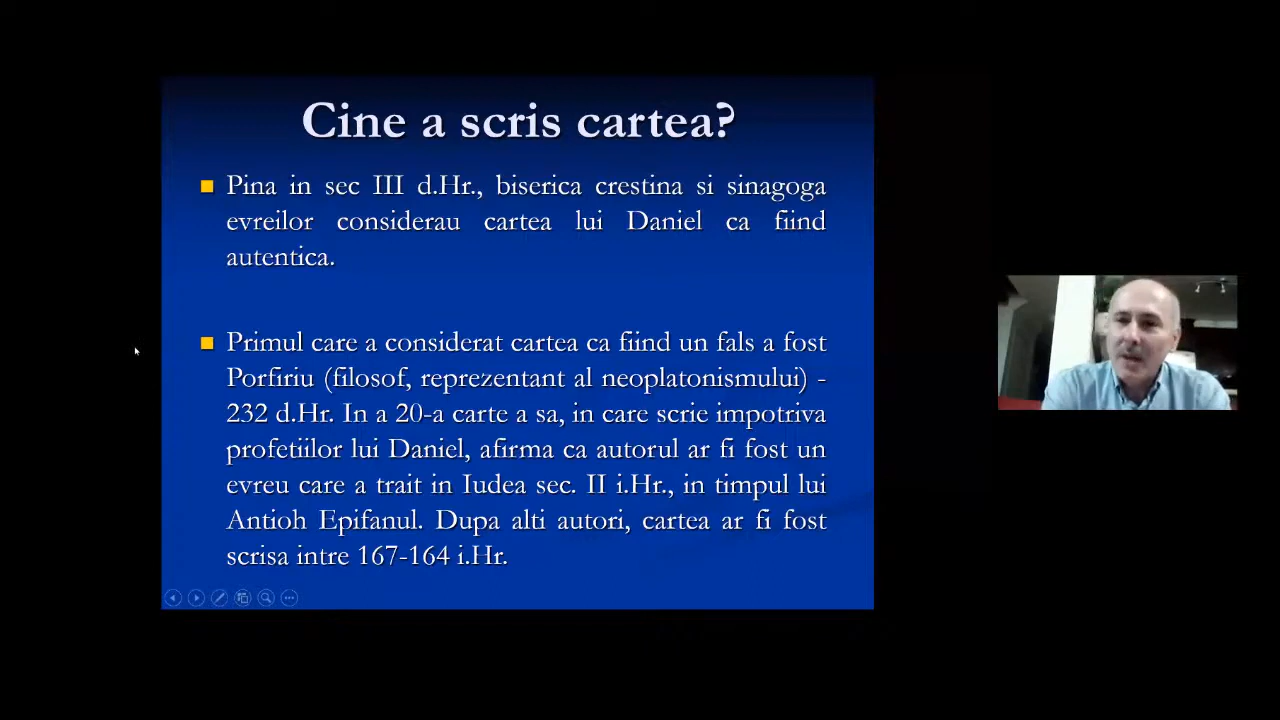 Cine a scris cartea?
Pina in sec III d.Hr., biserica crestina si sinagoga
evreilor considerau cartea lui Daniel ca fiind
autentica.
Primul care a considerat cartea ca fiind un fals a fost
Porfiriu (filosof, reprezentant al neoplatonismului) -
232 d.Hr. In a 20-a carte a sa, in care scrie impotriva
profetiilor lui Daniel, afirma ca autorul ar fi fost un
evreu care a trait in Iudea sec. II i.Hr., in timpul lui
Antioh Epifanul. Dupa alti autori, cartea ar fi fost
scrisa intre 167-164 i.Hr.